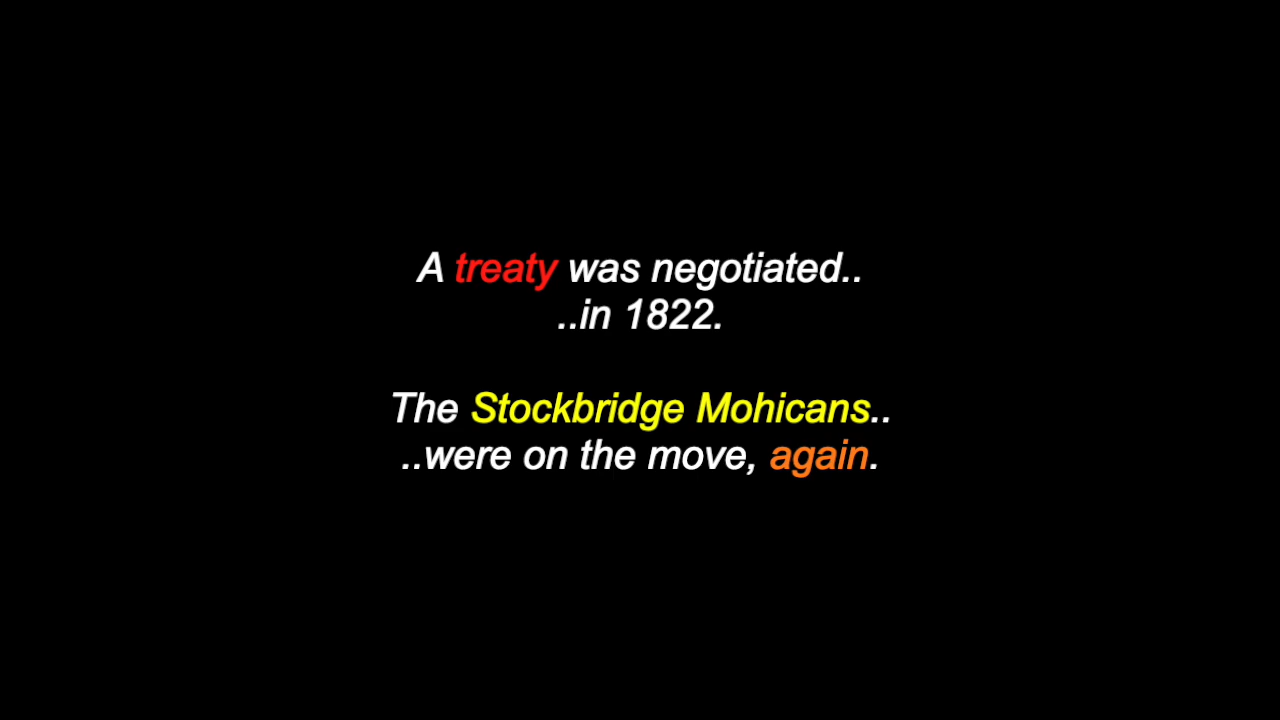 A treaty was negotiated..
..in 1822.
The Stockbridge Mohicans..
..were on the move, again.